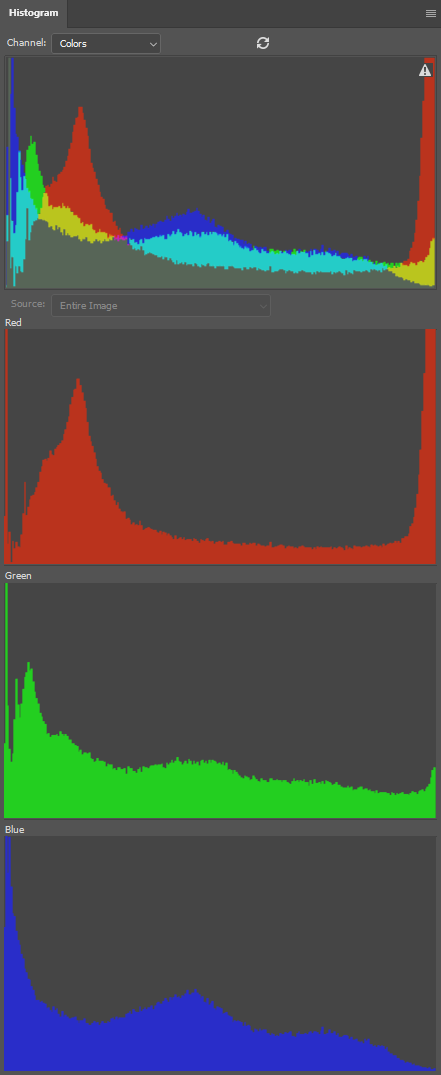 Histogram
Channel: Colors
Source: Entire Image
Red
Green
Blue